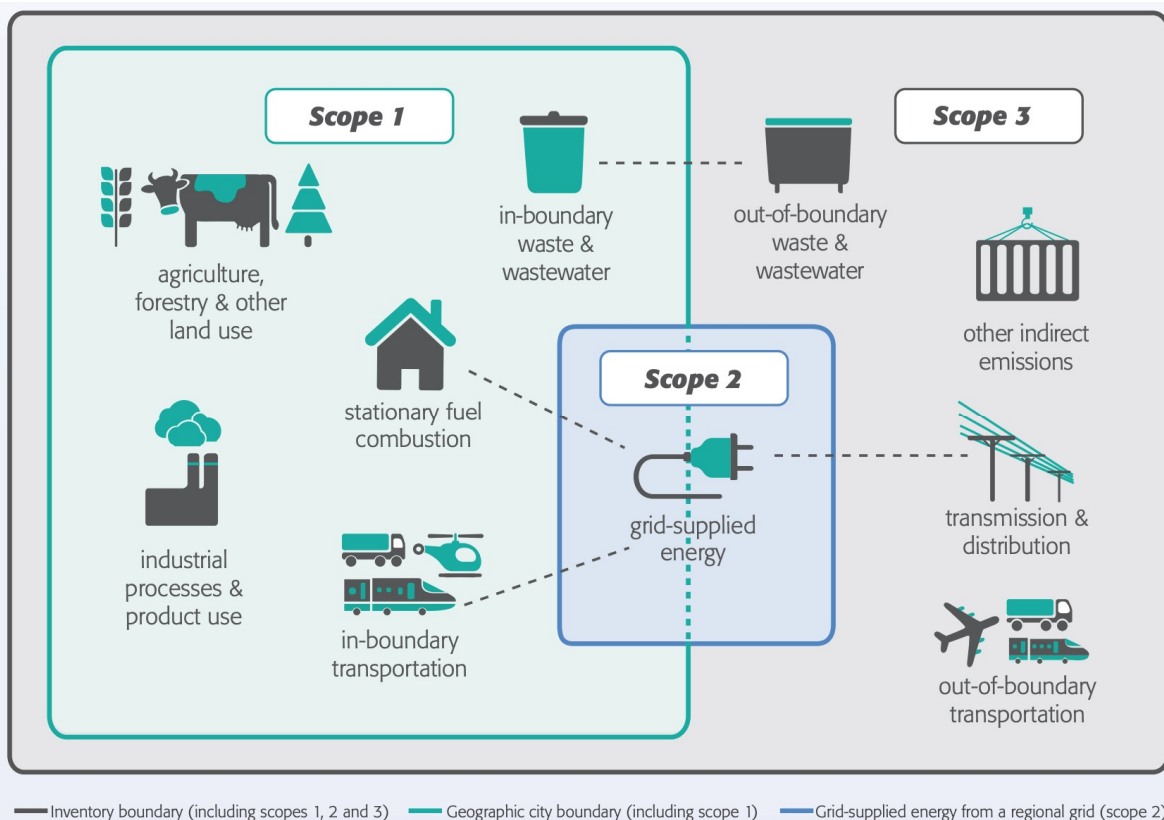 Scope 1
Scope 3
in-boundary
waste &
wastewater
out-of-boundary
waste &
wastewater
agriculture,
forestry & other
land use
other indirect
emissions
Scope 2
stationary fuel
combustion
grid-supplied
energy
transmission &
distribution
industrial
processes &
product use
in-boundary
transportation
out-of-boundary
transportation
Inventory boundary (including scopes 1, 2 and 3)
Geographic city boundary (including scope 1)
Grid-supplied energy from a regional grid (scope 2)